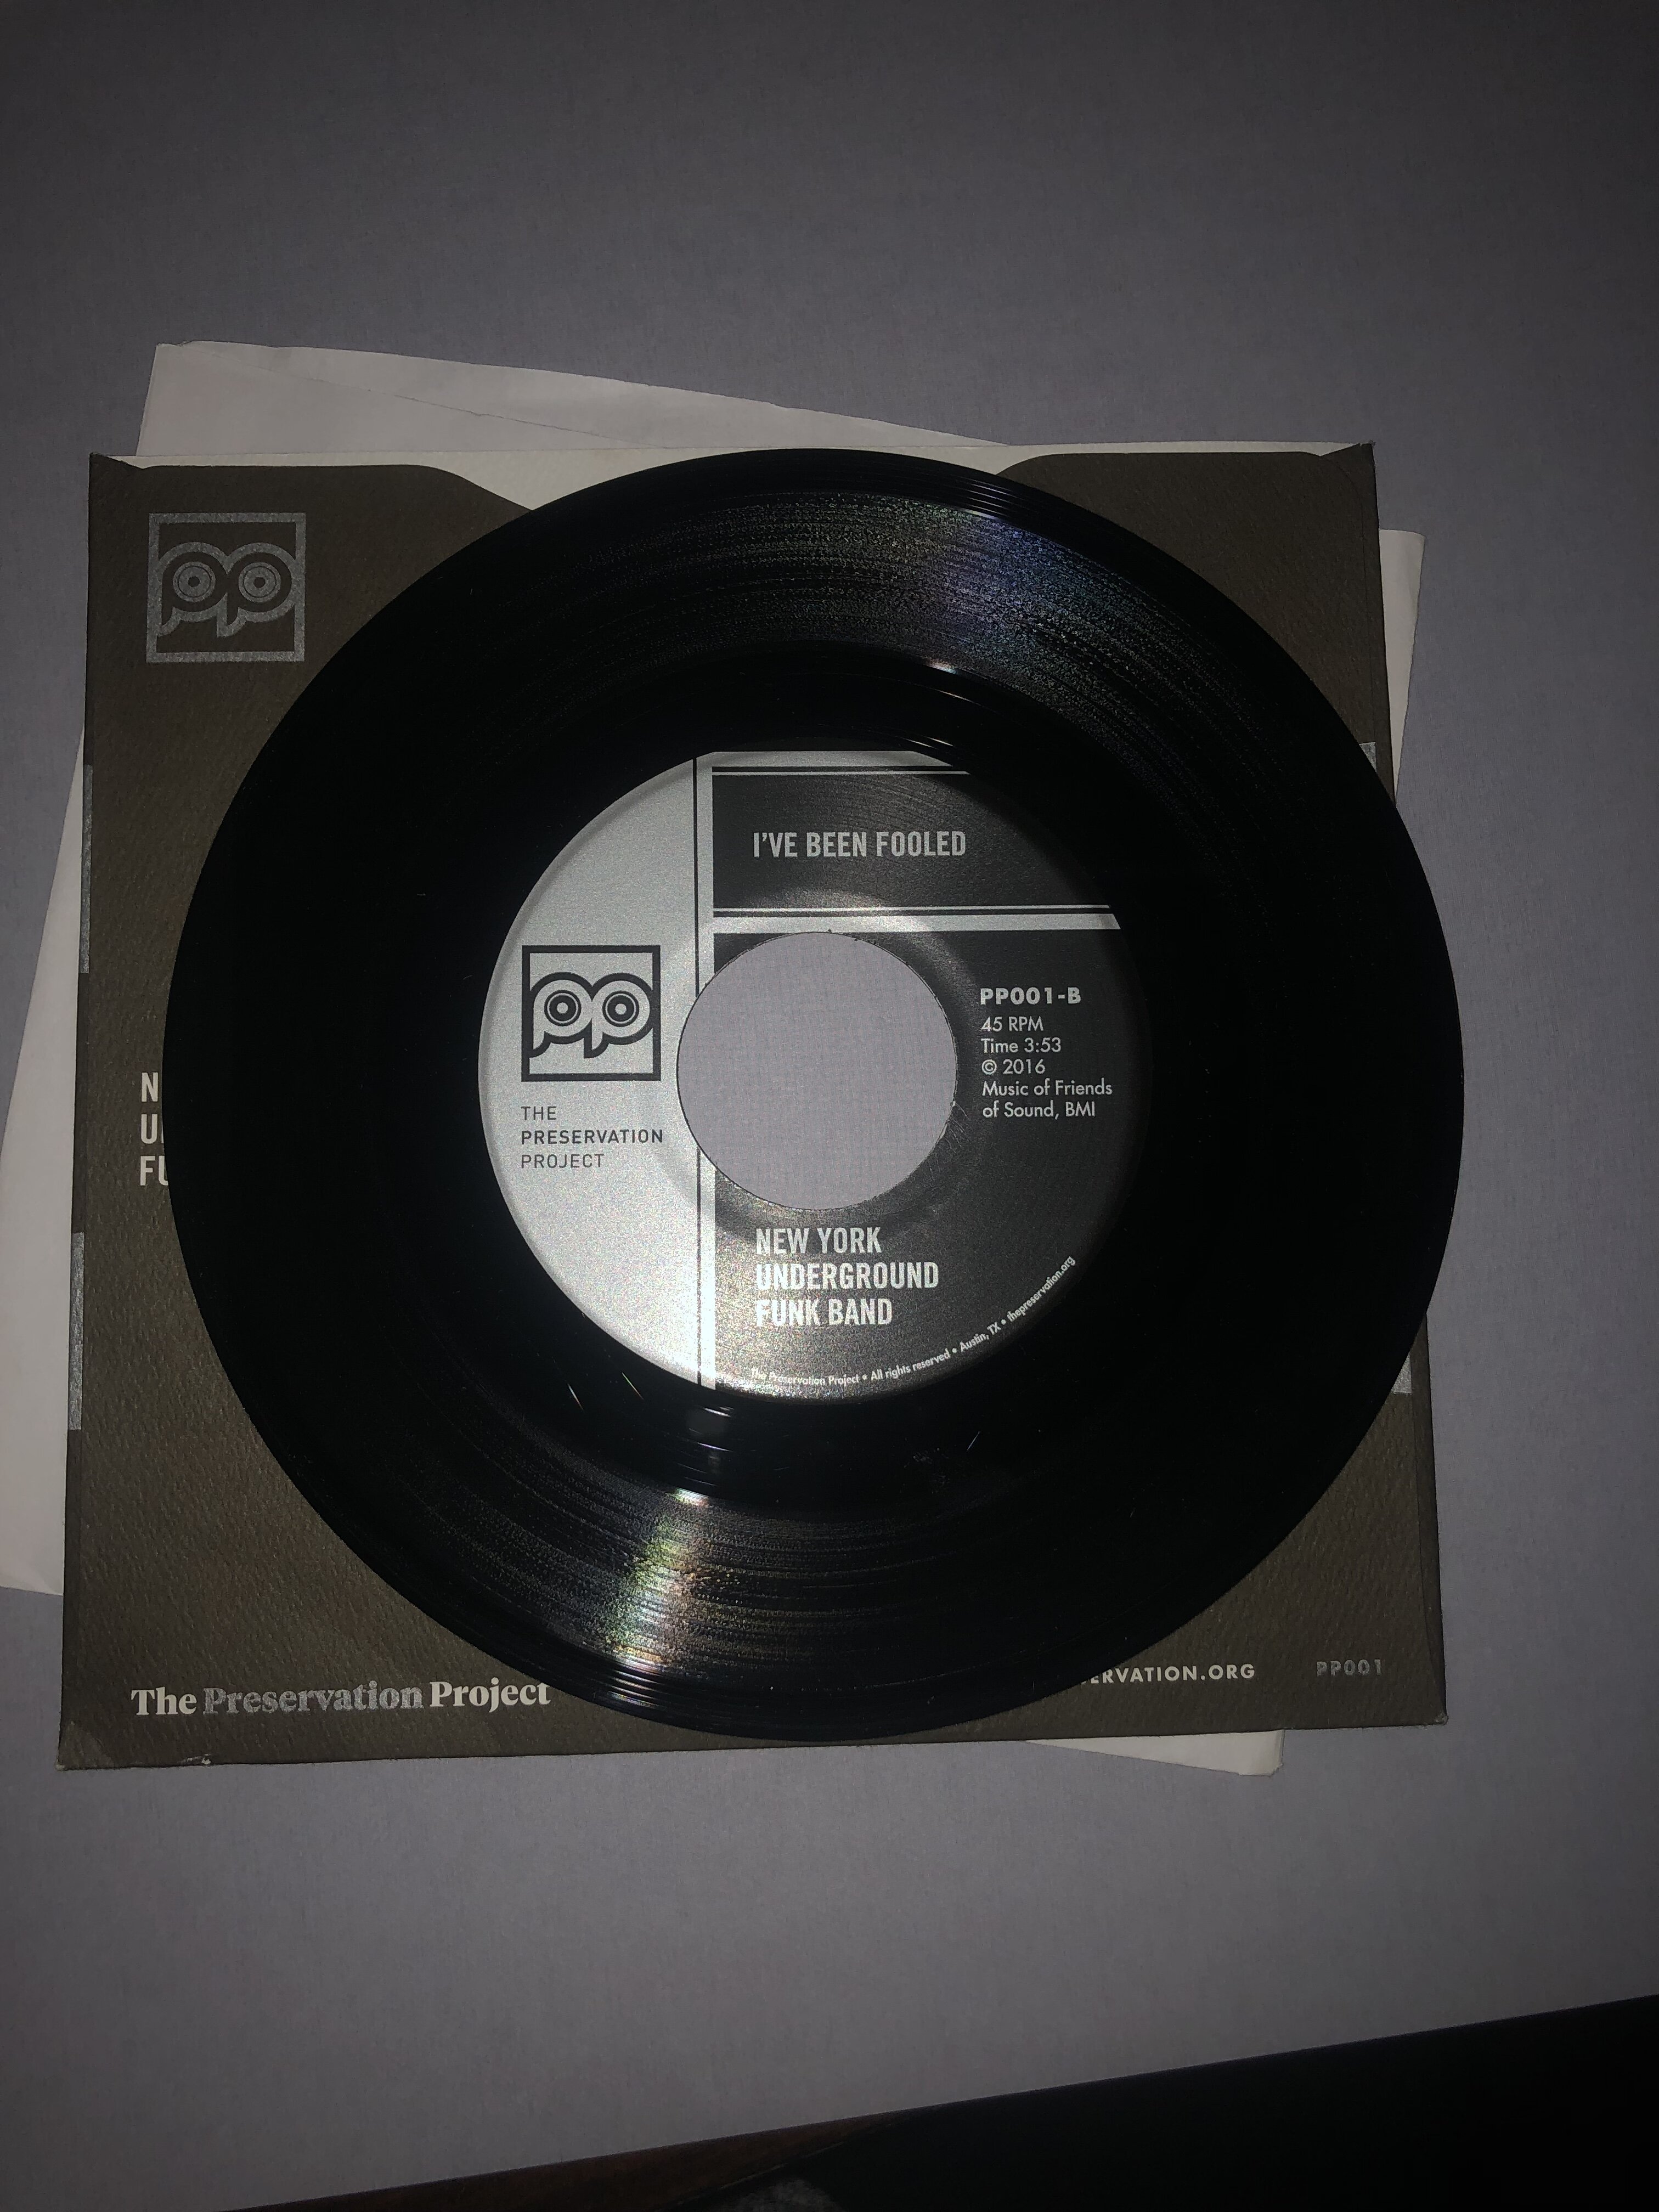 pp
I'VE BEEN FOOLED
pp
THE
PRESERVATION
PROJECT
PP001-B
45 RPM
Time 3:53
© 2016
Music of Friends
of Sound, BMI
NEW YORK
UNDERGROUND
FUNK BAND
The Preservation Project • All rights reserved • Austin, TX • thepreservation.org
N
U
FU
The Preservation Project
ERVATION.ORG
PP001